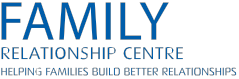 FAMILY
RELATIONSHIP CENTRE
HELPING FAMILIES BUILD BETTER RELATIONSHIPS